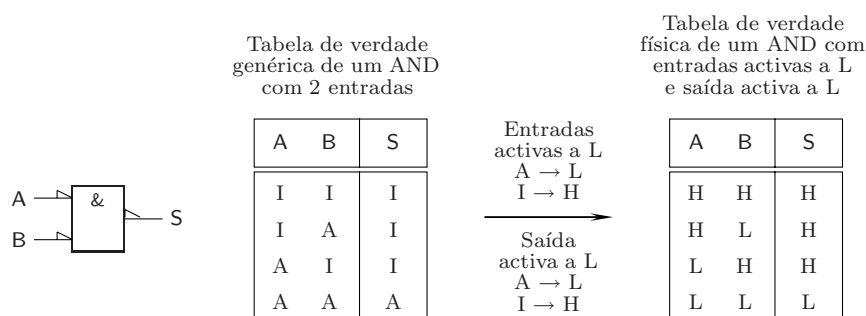 Tabela de verdade
genérica de um AND
com 2 entradas
Tabela de verdade
física de um AND com
entradas activas a L
e saída activa a L
A
B
&
S
A B S
I I I
I A I
A I I
A A A
Entradas
activas a L
A → L
I → H
Saída
activa a L
A → L
I → H
A B S
H H H
H L H
L H H
L L L